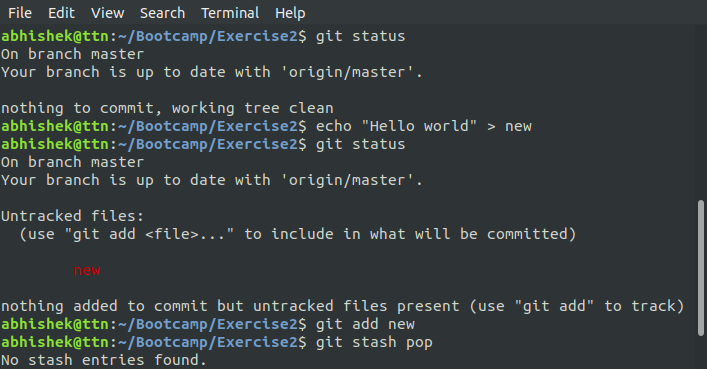 File Edit View Search Terminal Help
abhishek@ttn:~/Bootcamp/Exercise2$ git status
On branch master
Your branch is up to date with 'origin/master'.
nothing to commit, working tree clean
abhishek@ttn:~/Bootcamp/Exercise2$ echo "Hello world" > new
abhishek@ttn:~/Bootcamp/Exercise2$ git status
On branch master
Your branch is up to date with 'origin/master'.
Untracked files:
  (use "git add <file>..." to include in what will be committed)
        new
nothing added to commit but untracked files present (use "git add" to track)
abhishek@ttn:~/Bootcamp/Exercise2$ git add new
abhishek@ttn:~/Bootcamp/Exercise2$ git stash pop
No stash entries found.